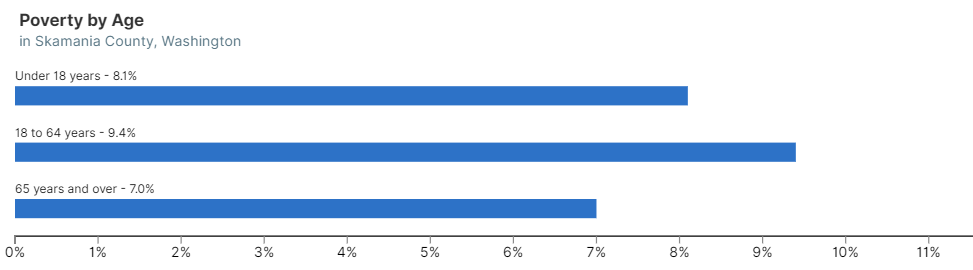 Poverty by Age
in Skamania County, Washington
Under 18 years - 8.1%
18 to 64 years - 9.4%
65 years and over - 7.0%
0% 1% 2% 3% 4% 5% 6% 7% 8% 9% 10% 11%